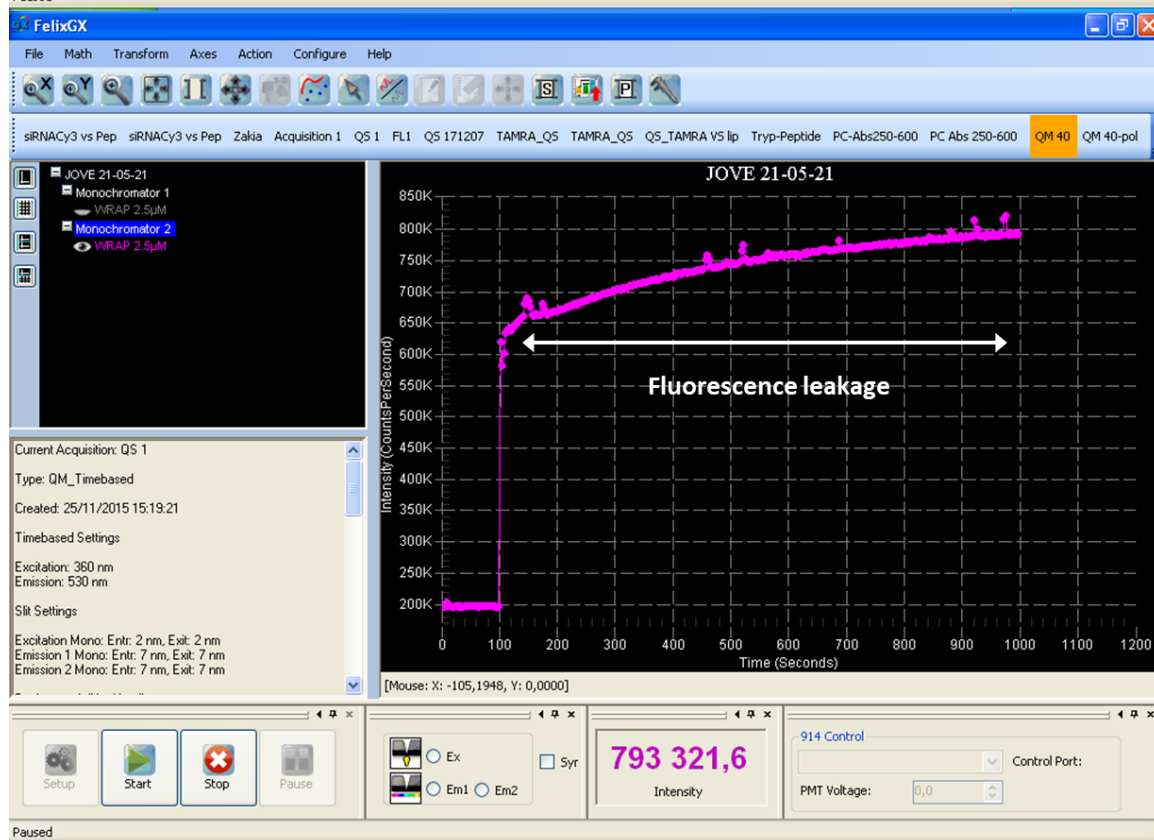 FelixGX
File Math Transform Axes Action Configure Help
siRNACy3 vs Pep siRNACy3 vs Pep Zakia Acquisition 1 QS 1 FL1 QS 171207 TAMRA_QS TAMRA_QS QS_TAMRA VS lip Tryp-Peptide PC-Abs250-600 PC Abs 250-600 QM 40 QM 40-pol
JOVE 21-05-21
Monochromator 1
WRAP 2.5µM
Monochromator 2
WRAP 2.5µM
Current Acquisition: QS 1
Type: QM_Timebased
Created: 25/11/2015 15:19:21
Timebased Settings
Excitation: 360 nm
Emission: 530 nm
Slit Settings
Excitation Mono: Entr: 2 nm, Exit: 2 nm
Emission 1 Mono: Entr: 7 nm, Exit: 7 nm
Emission 2 Mono: Entr: 7 nm, Exit: 7 nm
JOVE 21-05-21
850K
800K
750K
700K
650K
600K
550K
500K
450K
400K
350K
300K
250K
200K
Intensity (CountsPerSecond)
Fluorescence leakage
0 100 200 300 400 500 600 700 800 900 1000 1100 1200
Time (Seconds)
[Mouse: X: -105,1948, Y: 0,0000]
Setup Start Stop Pause
Ex
Em1 Em2
Syr
793 321,6
Intensity
914 Control
Control Port:
PMT Voltage: 0,0
Paused